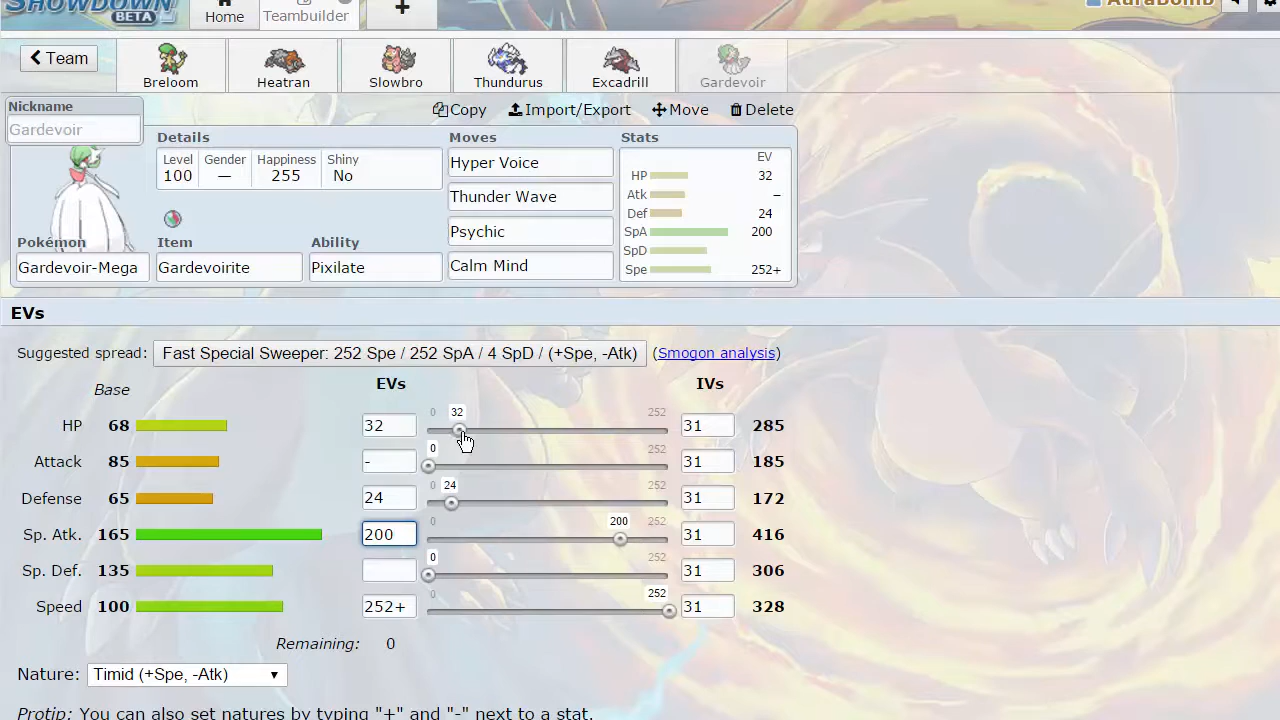 SHOWDOWN
BETA
Home
Teambuilder
+
AuraBomb
Team
Breloom
Heatran
Slowbro
Thundurus
Excadrill
Gardevoir
Nickname
Gardevoir
Copy
Import/Export
Move
Delete
Details
Moves
Stats
Level
Gender
Happiness
Shiny
100
—
255
No
Hyper Voice
Thunder Wave
Psychic
Calm Mind
EV
HP 32
Atk –
Def 24
SpA 200
SpD
Spe 252+
Pokémon
Item
Ability
Gardevoir-Mega
Gardevoirite
Pixilate
EVs
Suggested spread: Fast Special Sweeper: 252 Spe / 252 SpA / 4 SpD / (+Spe, -Atk) (Smogon analysis)
Base EVs IVs
0 32 252
HP 68 32 31 285
0 252
Attack 85 - 31 185
0 24 252
Defense 65 24 31 172
0 200 252
Sp. Atk. 165 200 31 416
0 252
Sp. Def. 135 31 306
0 252
Speed 100 252+ 31 328
Remaining: 0
Nature: Timid (+Spe, -Atk)
Protip: You can also set natures by typing "+" and "-" next to a stat.